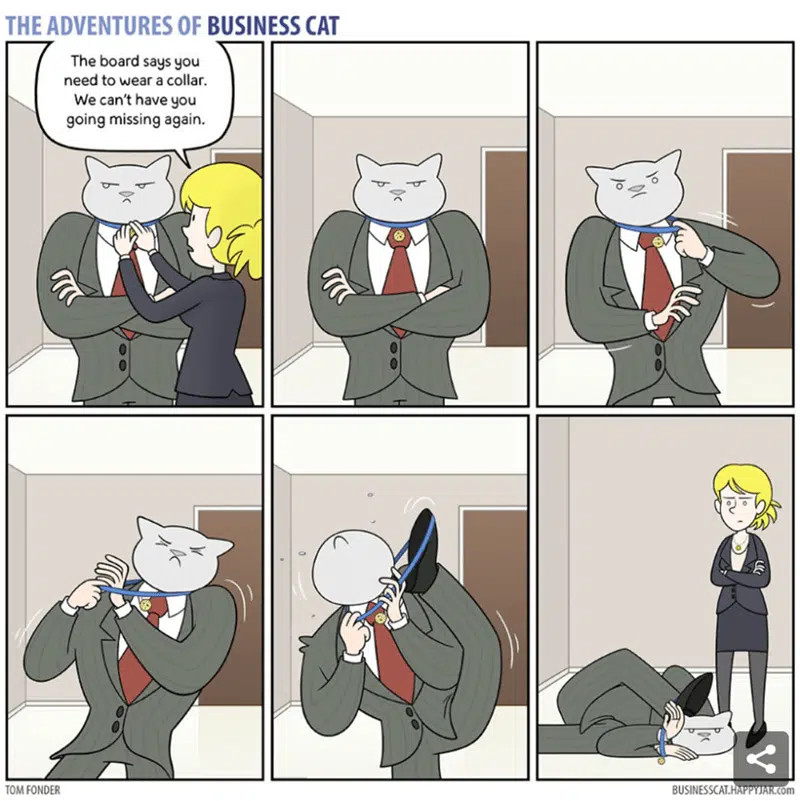 THE ADVENTURES OF BUSINESS CAT
The board says you
need to wear a collar.
We can't have you
going missing again.
TOM FONDER
BUSINESSCAT.HAPPYJAR.com